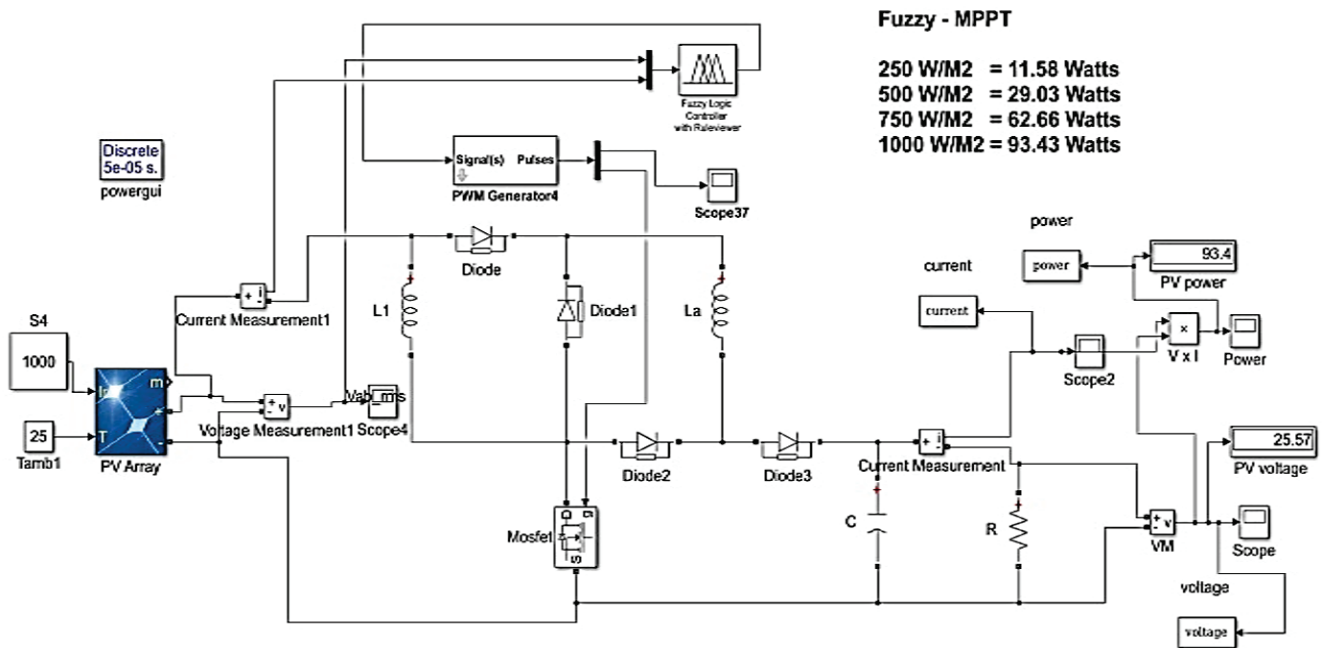 Fuzzy - MPPT
250 W/M2 = 11.58 Watts
500 W/M2 = 29.03 Watts
750 W/M2 = 62.66 Watts
1000 W/M2 = 93.43 Watts
Fuzzy Logic
Controller
with Ruleviewer
Discrete
5e-05 s.
powergui
Signal(s) Pulses
PWM Generator4
Scope37
power
power
93.4
PV power
current
current
Diode
Current Measurement1
L1
Diode1
La
S4
1000
V x I
Power
Scope2
m
+
-
T
25
Tamb1
PV Array
+ i
-
+ v
-
Voltage Measurement1
Scope4
Diode2
Diode3
+ i
-
Current Measurement
25.57
PV voltage
Mosfet
D
g
S
C
R
+ v
-
VM
Scope
voltage
voltage